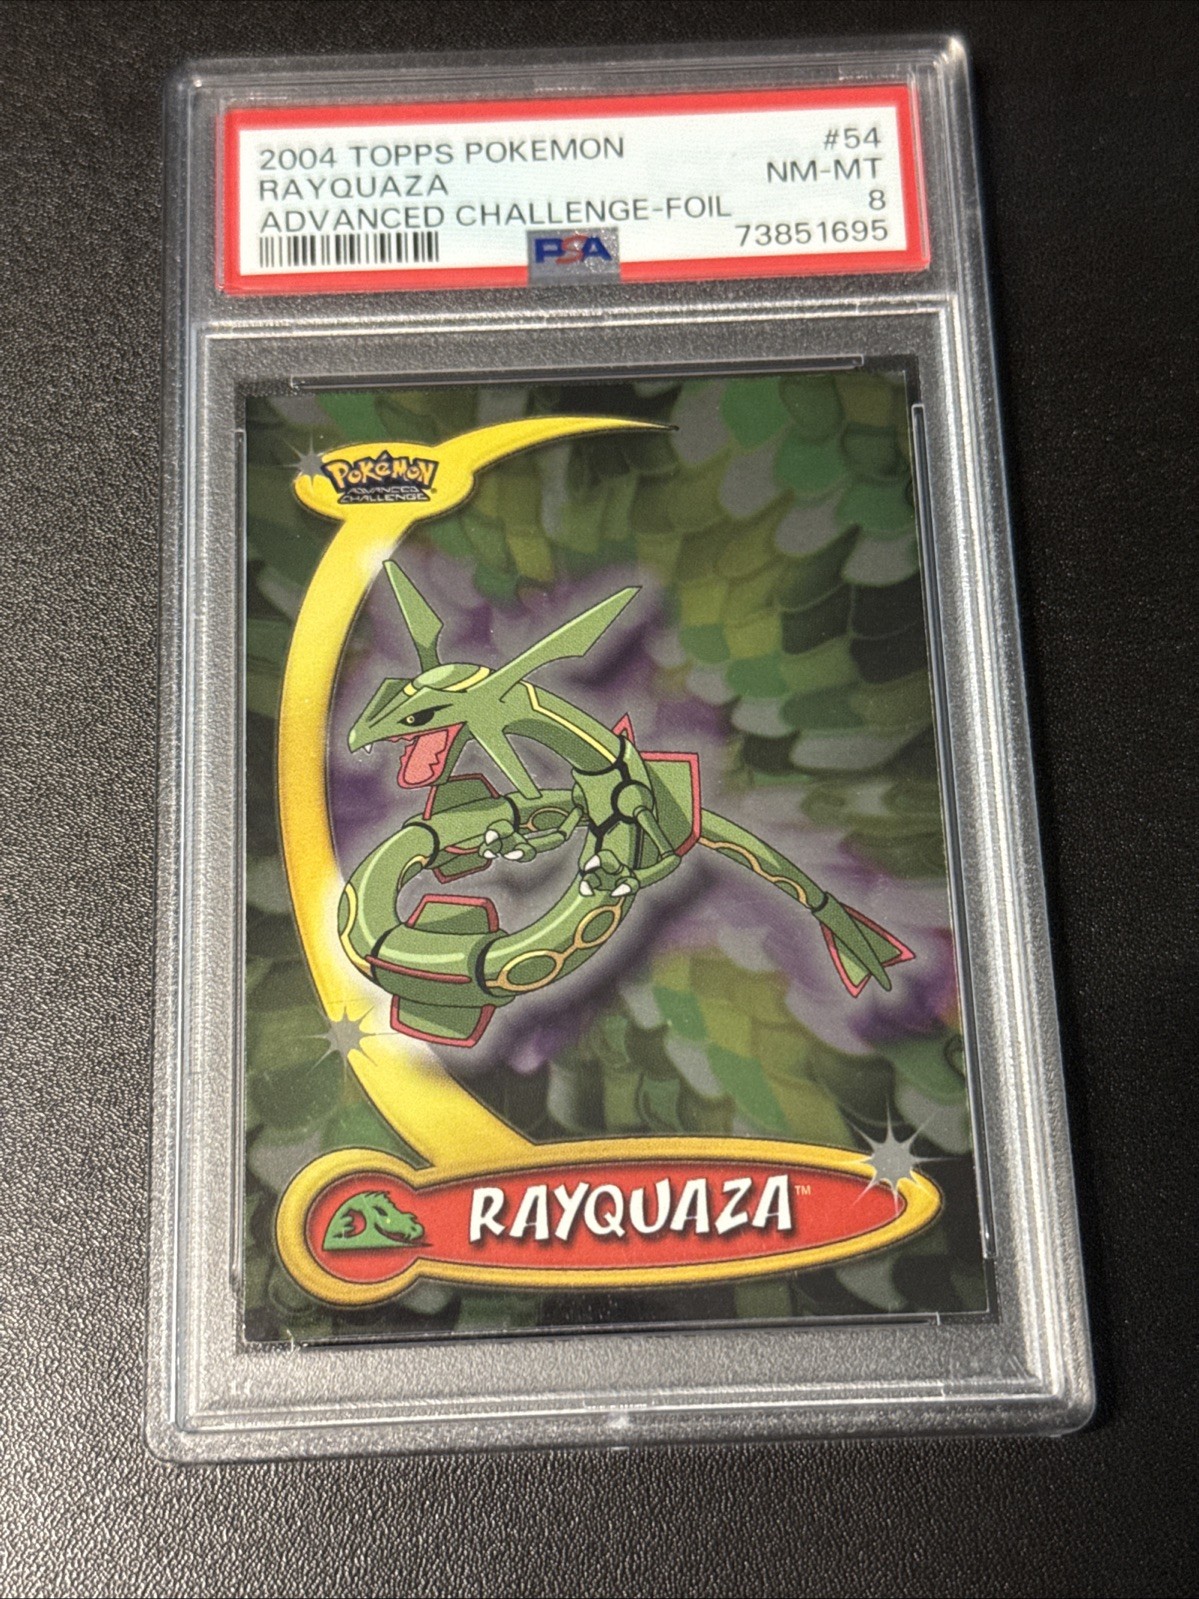 2004 TOPPS POKEMON #54
RAYQUAZA NM-MT
ADVANCED CHALLENGE-FOIL 8
73851695
PSA
POKéMON
ADVANCED
CHALLENGE
RAYQUAZA™